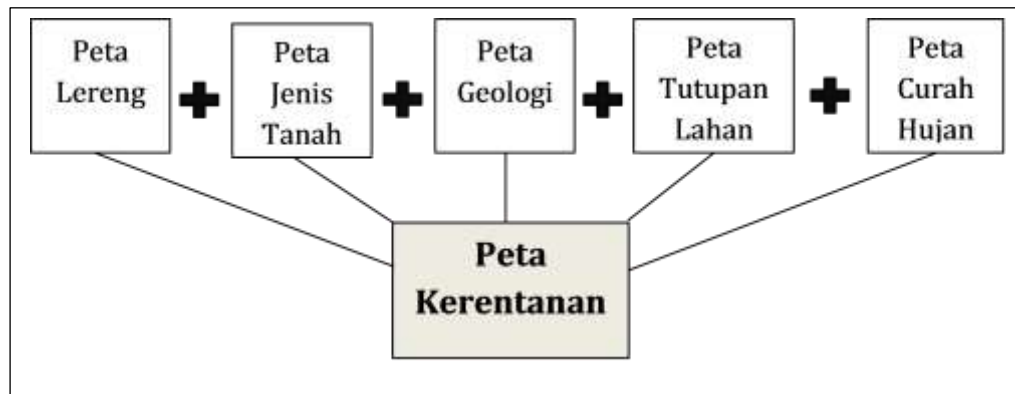 Peta
Lereng
Peta
Jenis
Tanah
Peta
Geologi
Peta
Tutupan
Lahan
Peta
Curah
Hujan
Peta
Kerentanan